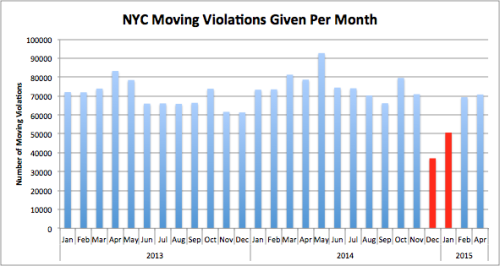 NYC Moving Violations Given Per Month
Number of Moving Violations
100000
90000
80000
70000
60000
50000
40000
30000
20000
10000
0
Jan Feb Mar Apr May Jun Jul Aug Sep Oct Nov Dec Jan Feb Mar Apr May Jun Jul Aug Sep Oct Nov Dec Jan Feb Apr
2013 2014 2015